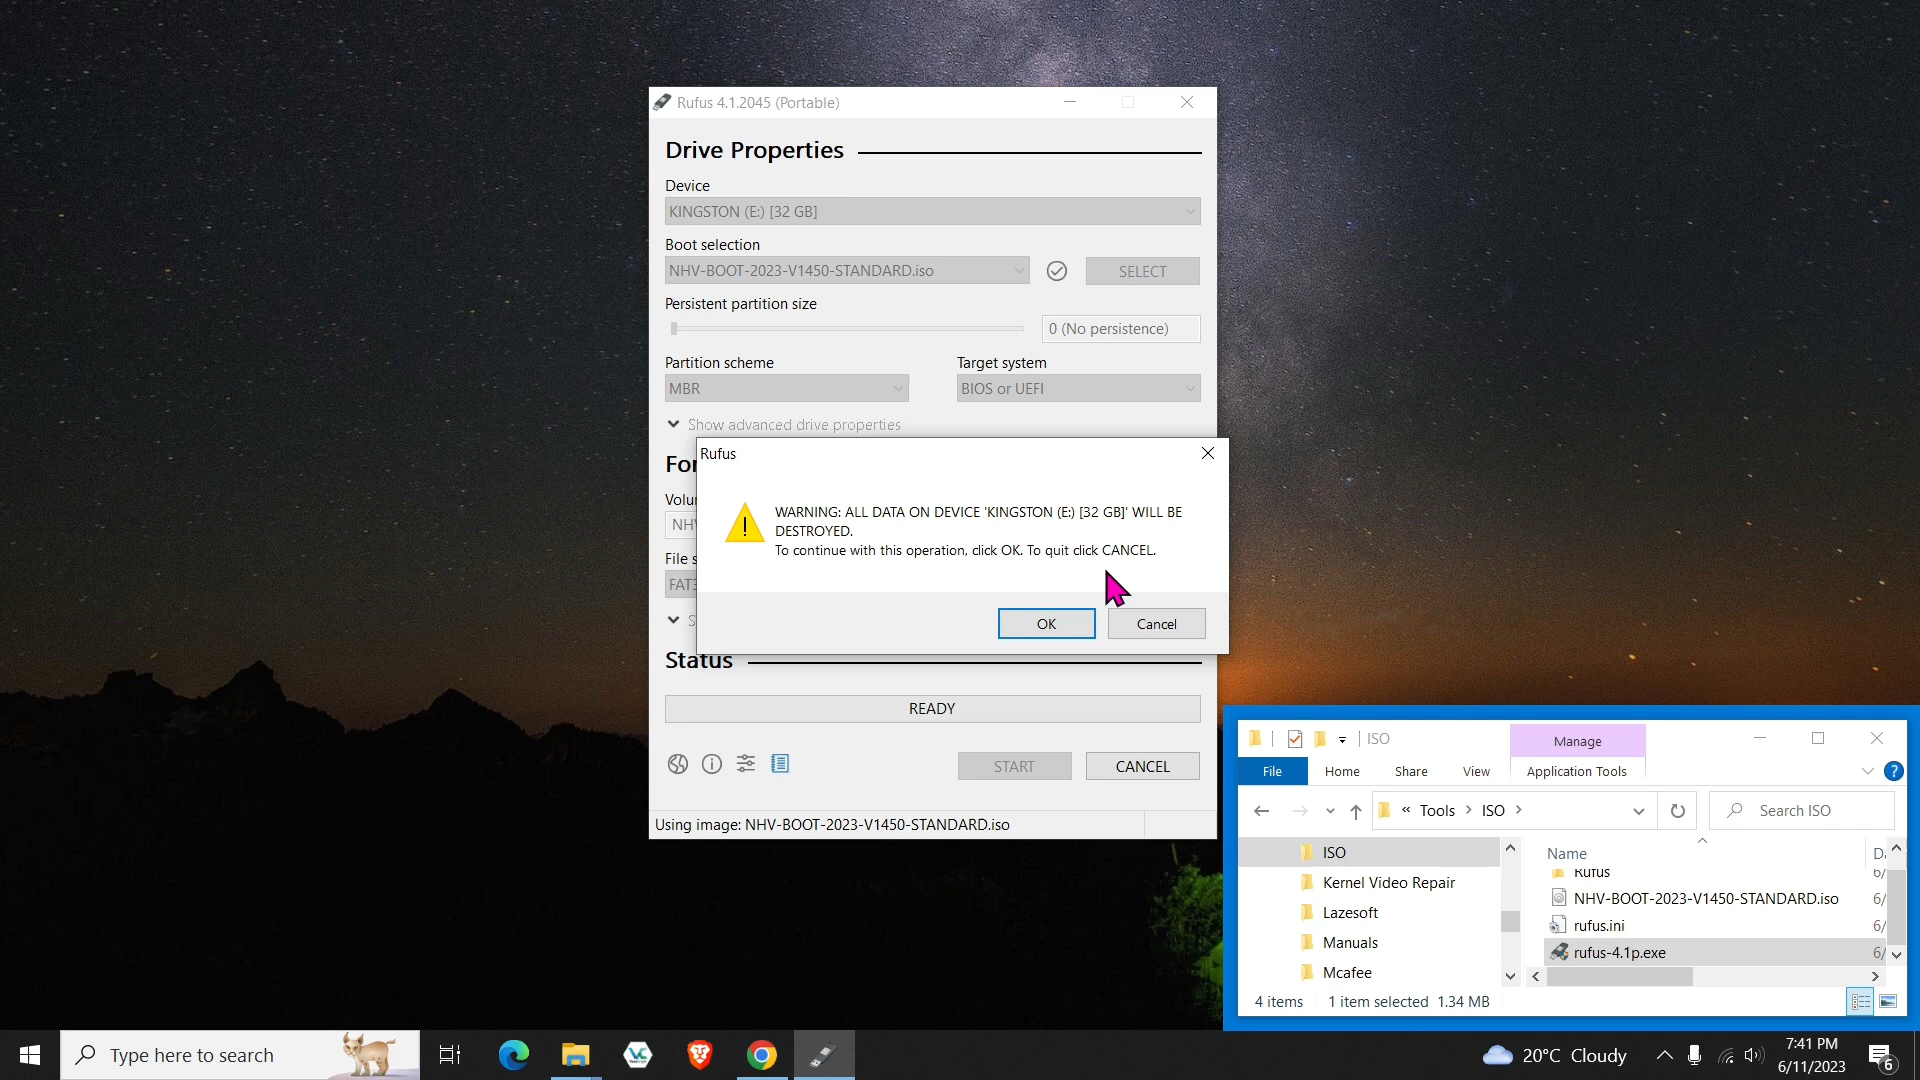 Rufus 4.1.2045 (Portable)
Drive Properties
Device
KINGSTON (E:) [32 GB]
Boot selection
NHV-BOOT-2023-V1450-STANDARD.iso
SELECT
Persistent partition size
0 (No persistence)
Partition scheme
Target system
MBR
BIOS or UEFI
Show advanced drive properties
Rufus
WARNING: ALL DATA ON DEVICE 'KINGSTON (E:) [32 GB]' WILL BE
DESTROYED.
To continue with this operation, click OK. To quit click CANCEL.
OK
Cancel
Status
READY
START
CANCEL
Using image: NHV-BOOT-2023-V1450-STANDARD.iso
ISO
Manage
File
Home
Share
View
Application Tools
« Tools > ISO >
Search ISO
ISO
Kernel Video Repair
Lazesoft
Manuals
Mcafee
Name
Rufus
NHV-BOOT-2023-V1450-STANDARD.iso
6/
rufus.ini
6/
rufus-4.1p.exe
6/
4 items
1 item selected 1.34 MB
Type here to search
20°C Cloudy
7:41 PM
6/11/2023
6